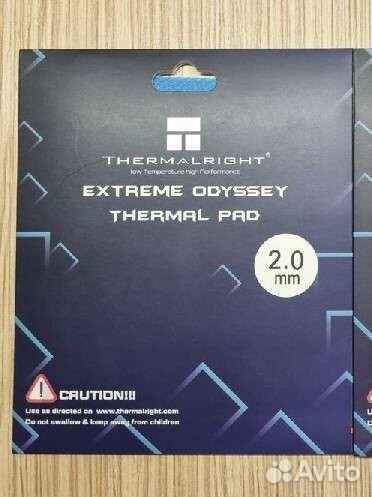 THERMALRIGHT®
low Temperature high Performance
EXTREME ODYSSEY
THERMAL PAD
2.0
mm
CAUTION!!!
Use as directed on www.thermalright.com
Do not swallow & keep away from children
Avito